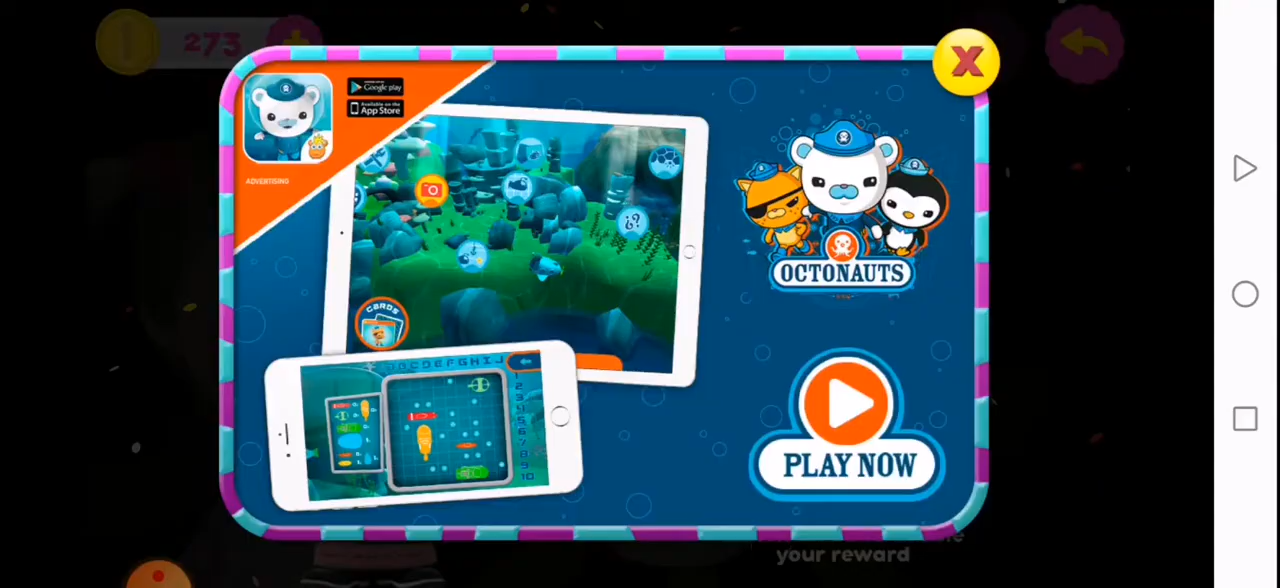 273
Google play
Available on the
App Store
ADVERTISING
CARDS
OCTONAUTS
PLAY NOW
your reward